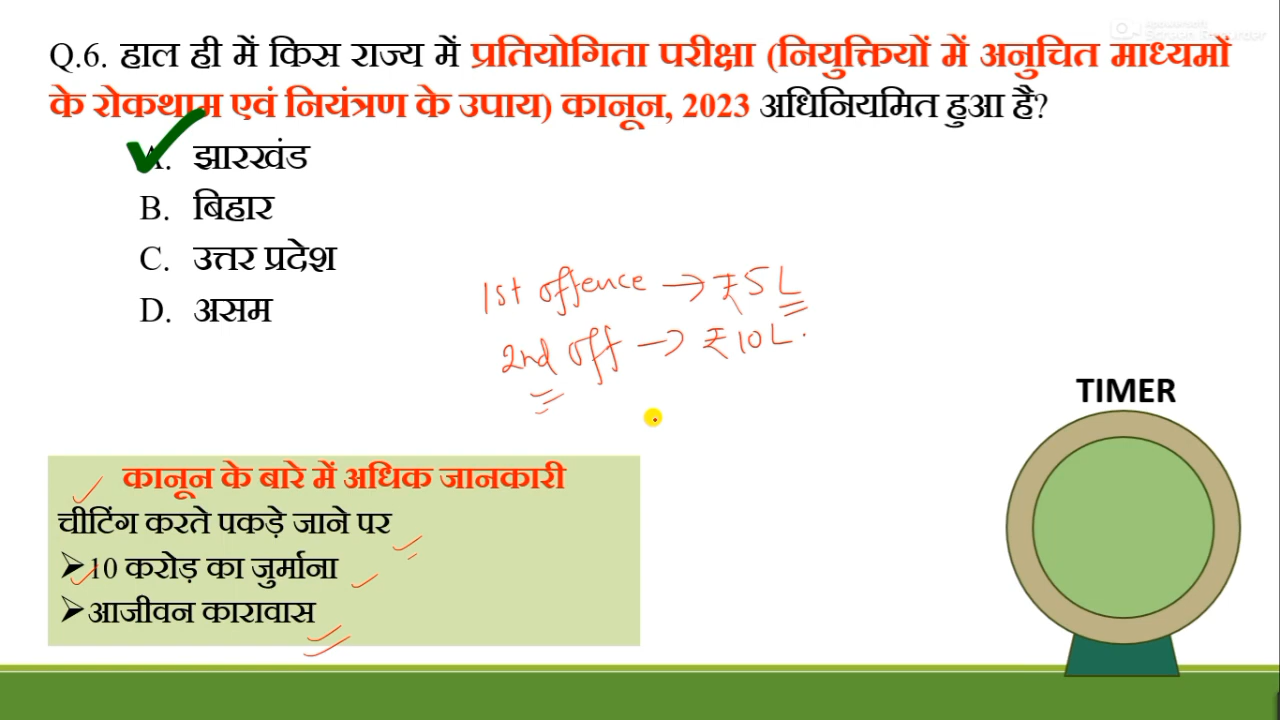 Q.6. हाल ही में किस राज्य में प्रतियोगिता परीक्षा (नियुक्तियों में अनुचित माध्यमों
के रोकथाम एवं नियंत्रण के उपाय) कानून, 2023 अधिनियमित हुआ है?
A. झारखंड
B. बिहार
C. उत्तर प्रदेश
D. असम
1st offence → ₹5 L
2nd off → ₹10L.
TIMER
कानून के बारे में अधिक जानकारी
चीटिंग करते पकड़े जाने पर
➤10 करोड़ का जुर्माना
➤आजीवन कारावास